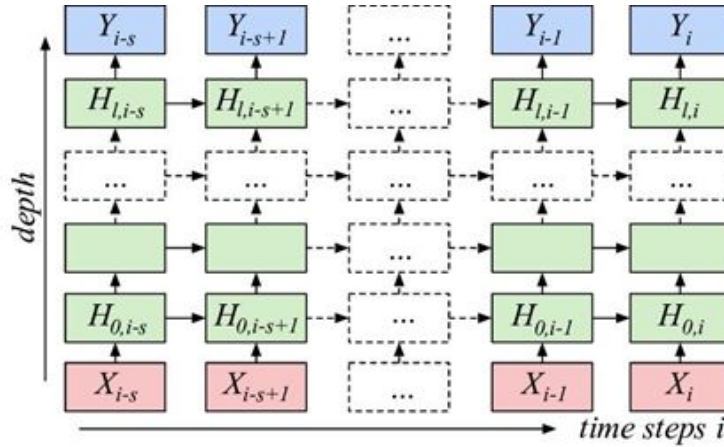 Y_{i-s} Y_{i-s+1} ... Y_{i-1} Y_i
H_{l,i-s} H_{l,i-s+1} ... H_{l,i-1} H_{l,i}
... ... ... ... ...
...
H_{0,i-s} H_{0,i-s+1} ... H_{0,i-1} H_{0,i}
X_{i-s} X_{i-s+1} ... X_{i-1} X_i
depth
time steps i